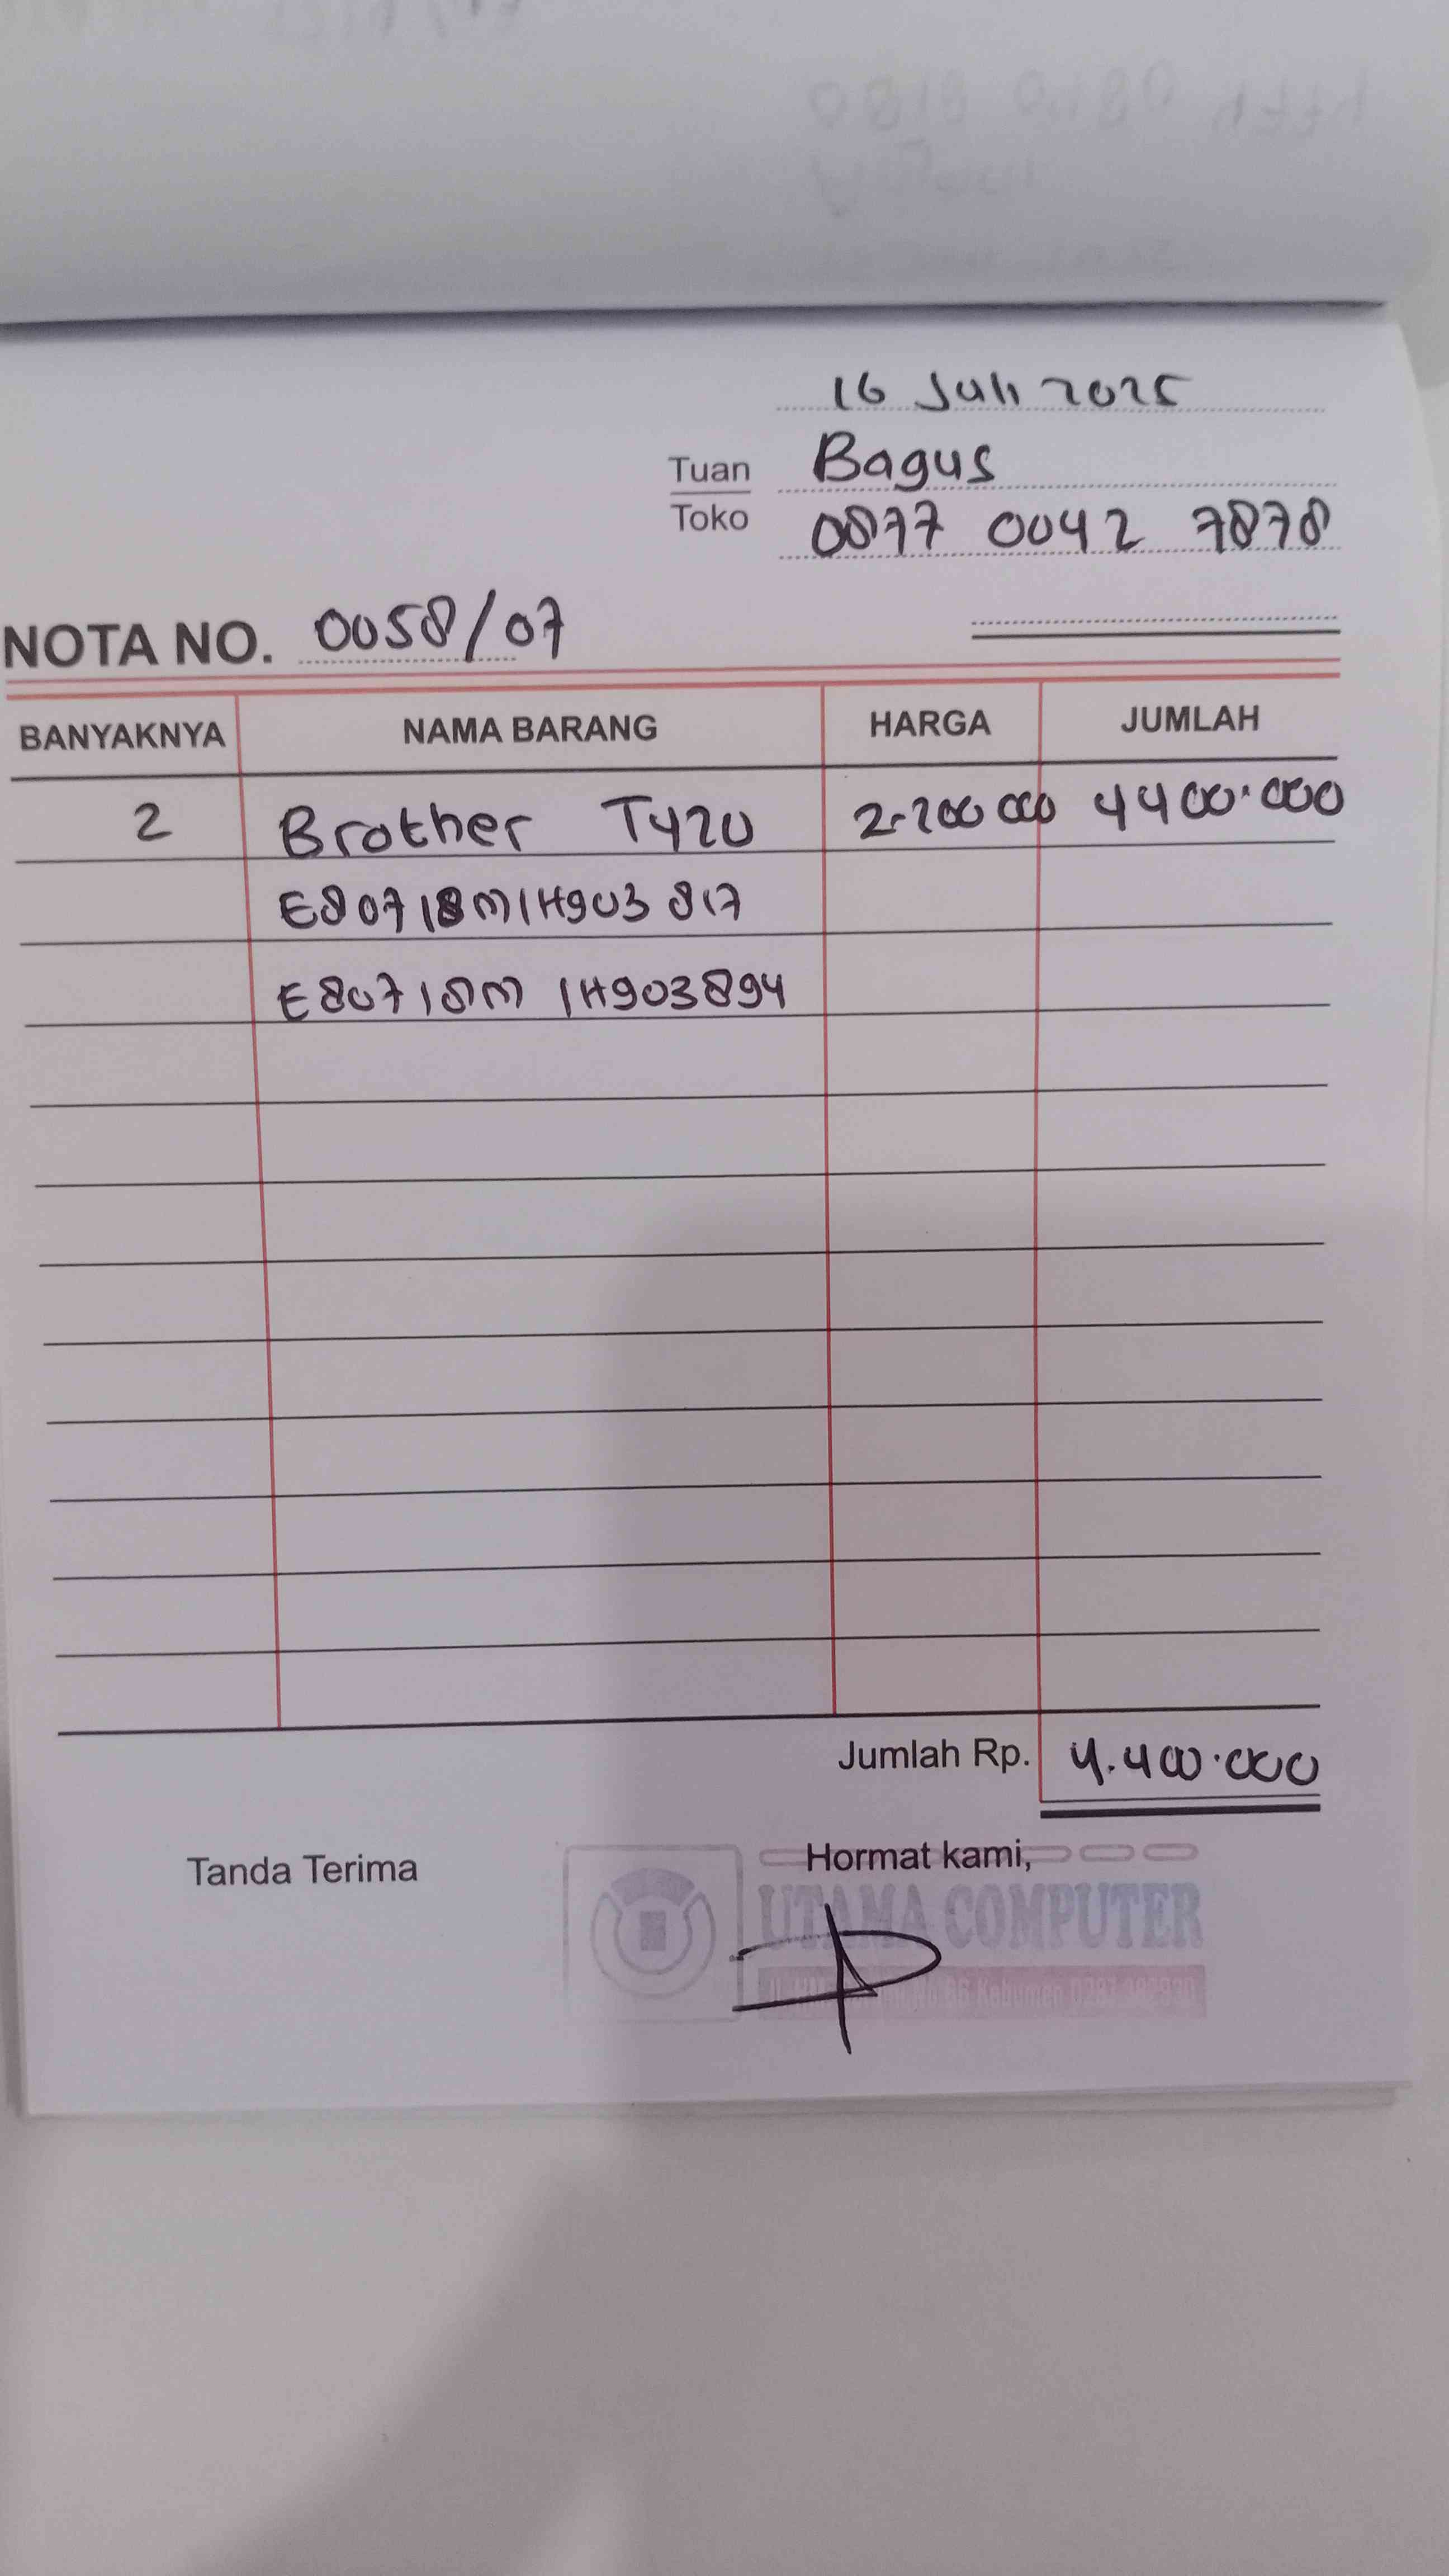 16 Juli 2025
Tuan Bagus
Toko 0877 0042 7878
NOTA NO. 0058/07
BANYAKNYA NAMA BARANG HARGA JUMLAH
2 Brother T420 2.200 000 4400.000
E80718M1H903817
E80718M1H903894
Jumlah Rp. 4.400.000
Tanda Terima Hormat kami,
UTAMA COMPUTER
Kebumen